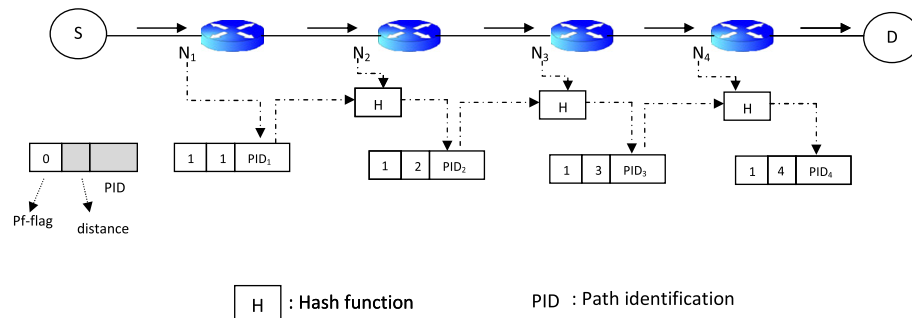 S
D
N1
N2
N3
N4
H
H
H
0
PID
1 1 PID1
1 2 PID2
1 3 PID3
1 4 PID4
Pf-flag
distance
H : Hash function
PID : Path identification